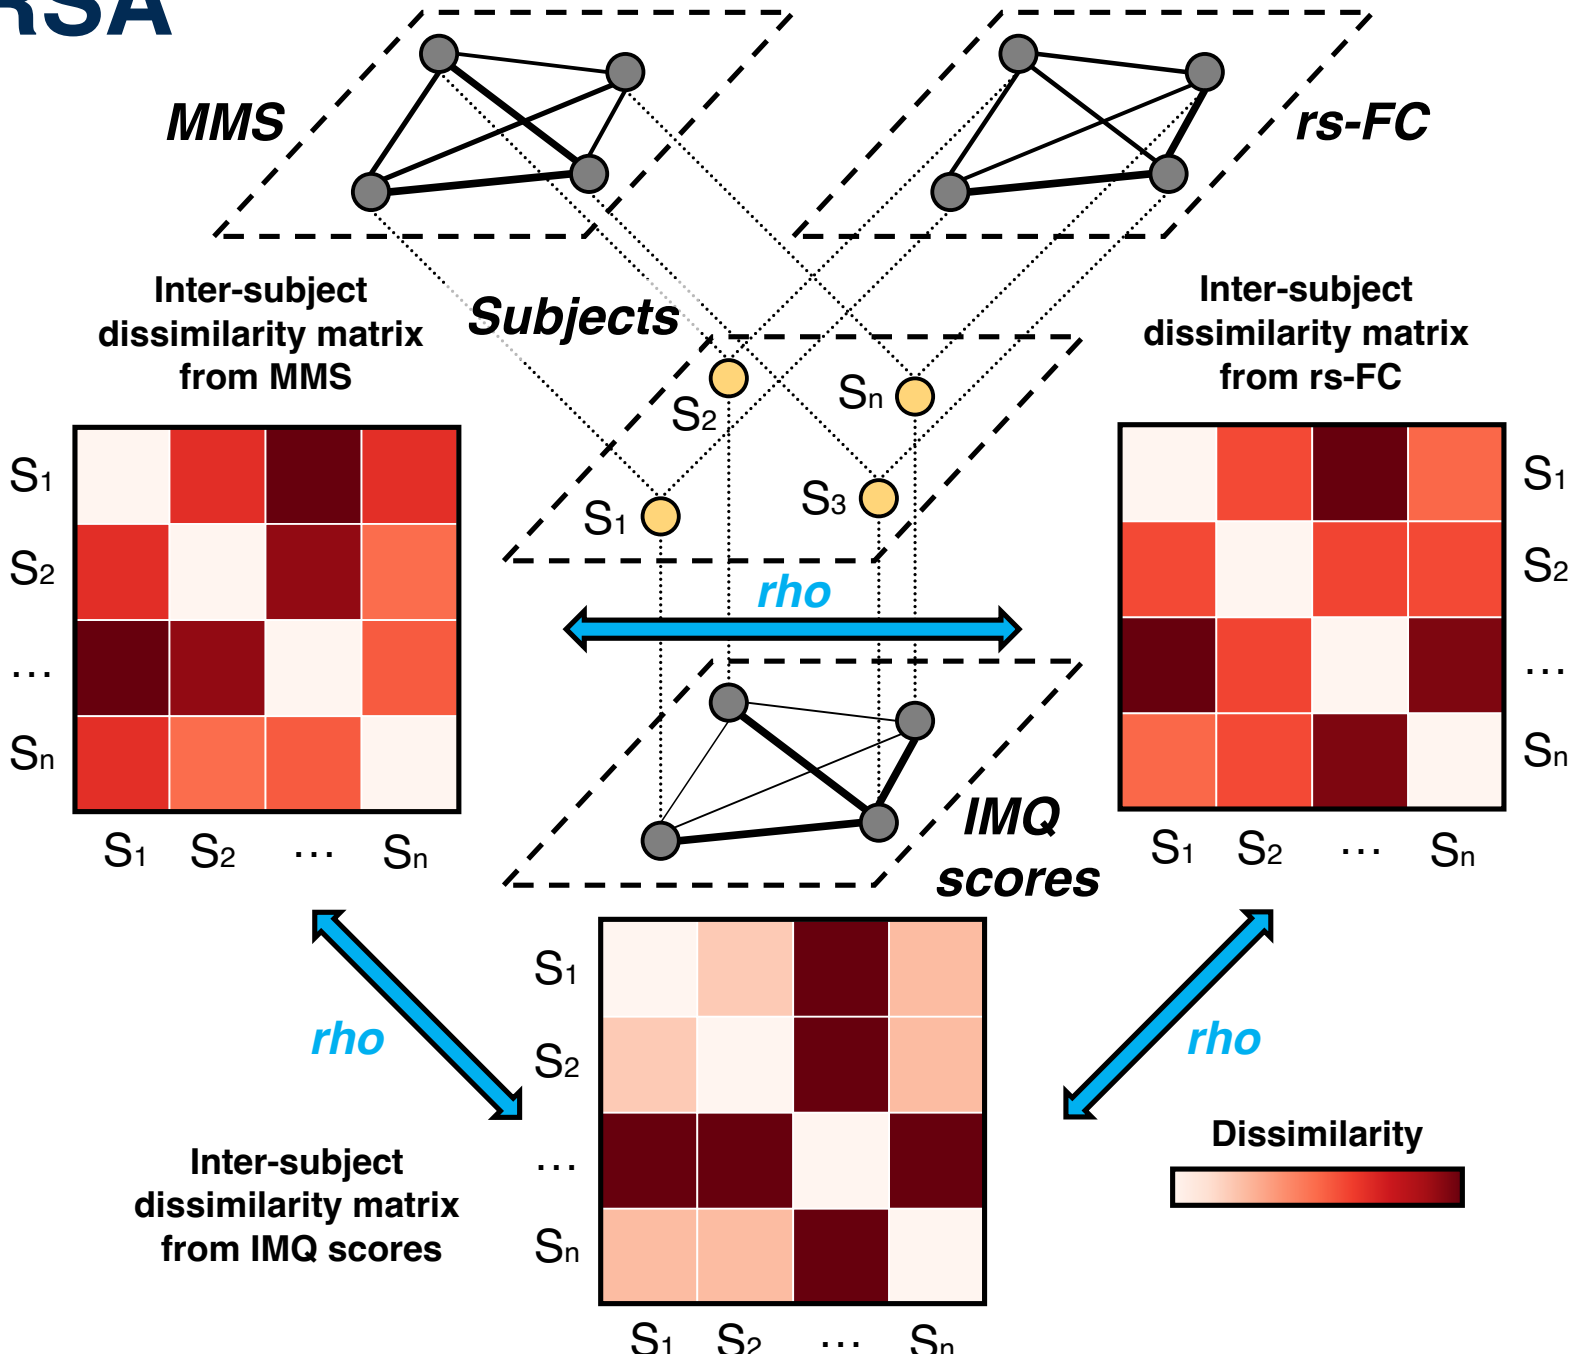 RSA
MMS
rs-FC
Inter-subject
dissimilarity matrix
from MMS
Subjects
Inter-subject
dissimilarity matrix
from rs-FC
S2
Sn
S1
S3
S1
S2
...
Sn
S1 S2 ... Sn
S1
S2
...
Sn
S1 S2 ... Sn
rho
IMQ
scores
rho
rho
S1
S2
...
Sn
S1 S2 ... Sn
Inter-subject
dissimilarity matrix
from IMQ scores
Dissimilarity